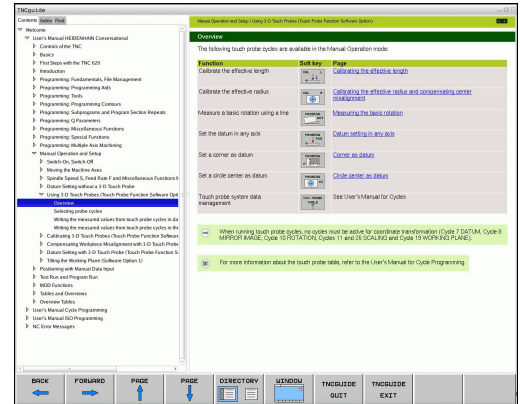 TNCguide
Contents Index Find
Welcome
User's Manual HEIDENHAIN Conversational
Controls of the TNC
Basics
First Steps with the TNC 620
Introduction
Programming: Fundamentals, File Management
Programming: Programming Aids
Programming: Tools
Programming: Programming Contours
Programming: Subprograms and Program Section Repeats
Programming: Q Parameters
Programming: Miscellaneous Functions
Programming: Special Functions
Programming: Multiple Axis Machining
Manual Operation and Setup
Switch-On, Switch-Off
Moving the Machine Axes
Spindle Speed S, Feed Rate F and Miscellaneous Functions M
Datum Setting without a 3-D Touch Probe
Using 3-D Touch Probes (Touch Probe Function Software Opti
Overview
Selecting probe cycles
Writing the measured values from touch probe cycles in da
Writing the measured values from touch probe cycles in the
Calibrating 3-D Touch Probes (Touch Probe Function Softwar
Compensating Workpiece Misalignment with 3-D Touch Probe
Datum Setting with 3-D Touch Probe (Touch Probe Function S
Tilting the Working Plane (Software Option 1)
Positioning with Manual Data Input
Test Run and Program Run
MOD Functions
Tables and Overviews
Overview Tables
User's Manual Cycle Programming
User's Manual ISO Programming
NC Error Messages
Manual Operation and Setup / Using 3-D Touch Probes (Touch Probe Function Software Option)
Overview
The following touch probe cycles are available in the Manual Operation mode:
Function Soft key Page
Calibrate the effective length Calibrating the effective length
Calibrate the effective radius Calibrating the effective radius and compensating center misalignment
Measure a basic rotation using a line PROBING ROT Measuring the basic rotation
Set the datum in any axis PROBING POS Datum setting in any axis
Set a corner as datum PROBING P Corner as datum
Set a circle center as datum PROBING CC Circle center as datum
Touch probe system data management TCH PROBE TABLE See User's Manual for Cycles
When running touch probe cycles, no cycles must be active for coordinate transformation (Cycle 7 DATUM, Cycle 8 MIRROR IMAGE, Cycle 10 ROTATION, Cycles 11 and 26 SCALING and Cycle 19 WORKING PLANE).
For more information about the touch probe table, refer to the User's Manual for Cycle Programming.
BACK FORWARD PAGE PAGE DIRECTORY WINDOW TNCGUIDE QUIT TNCGUIDE EXIT